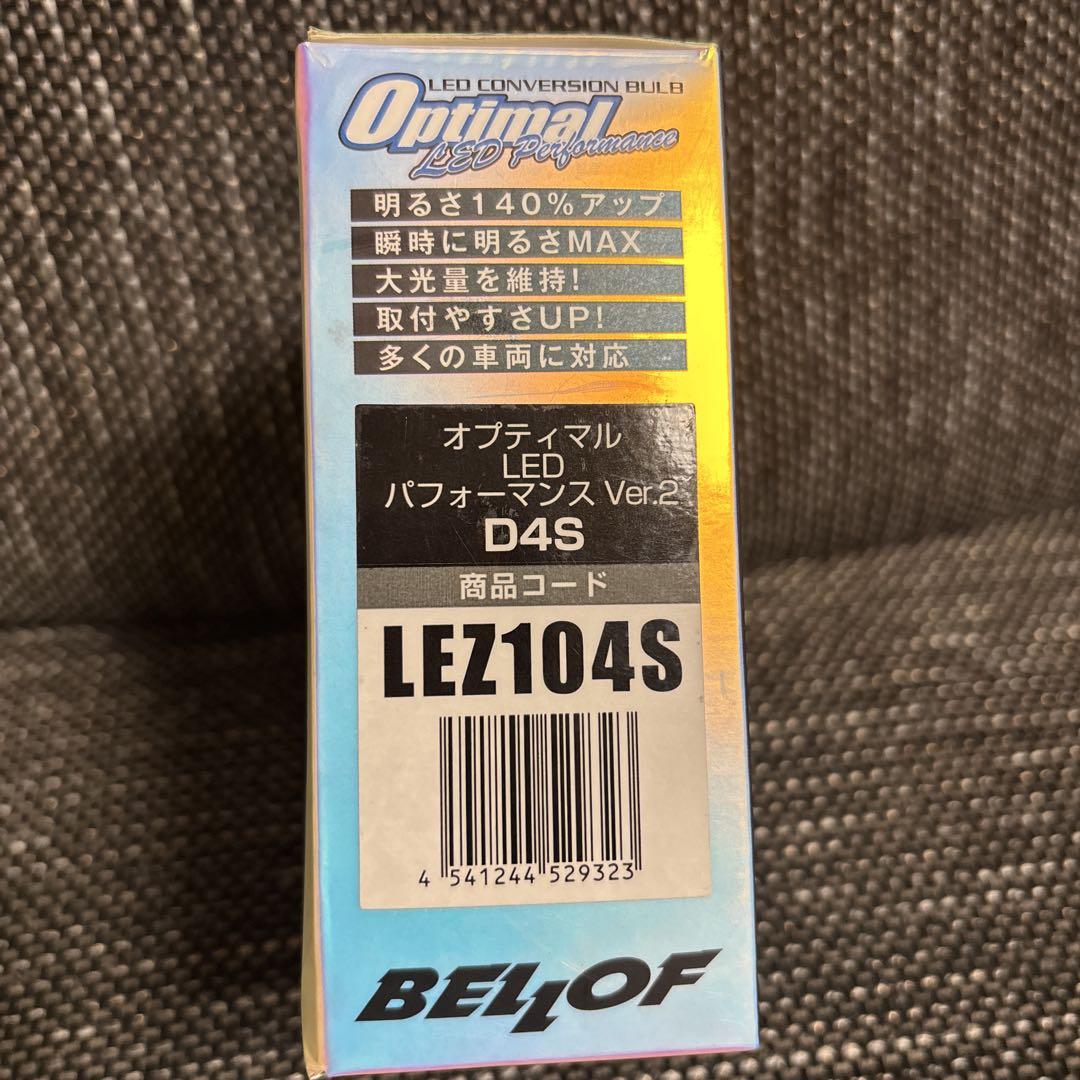 LED CONVERSION BULB
Optimal
LED Performance
明るさ140%アップ
瞬時に明るさMAX
大光量を維持!
取付やすさUP!
多くの車両に対応
オプティマル
LED
パフォーマンス Ver.2
D4S
商品コード
LEZ104S
4 541244 529323
BELLOF